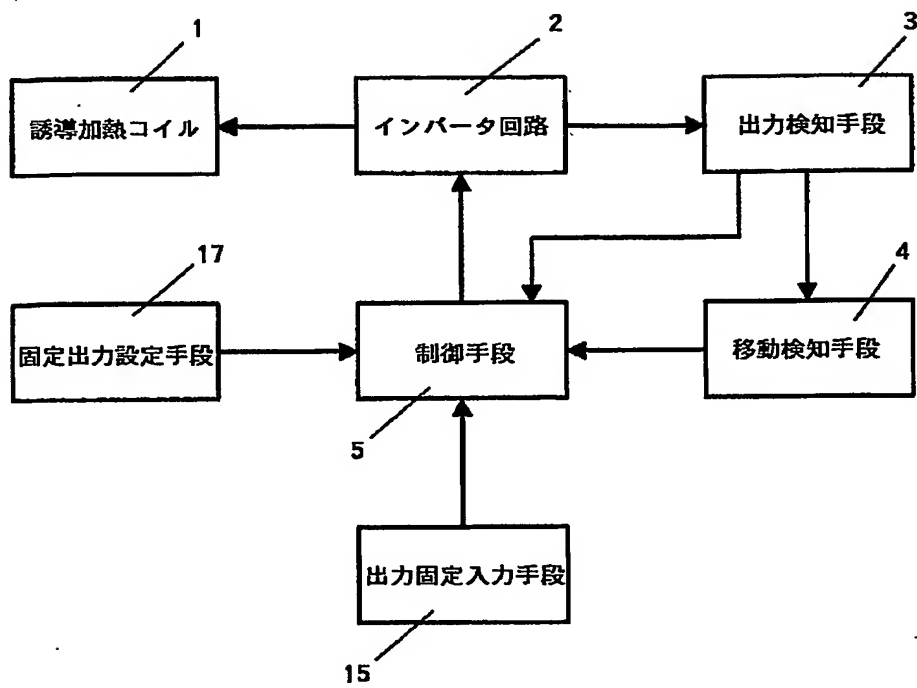 1
2
3
誘導加熱コイル
インバータ回路
出力検知手段
17
4
固定出力設定手段
制御手段
移動検知手段
5
出力固定入力手段
15